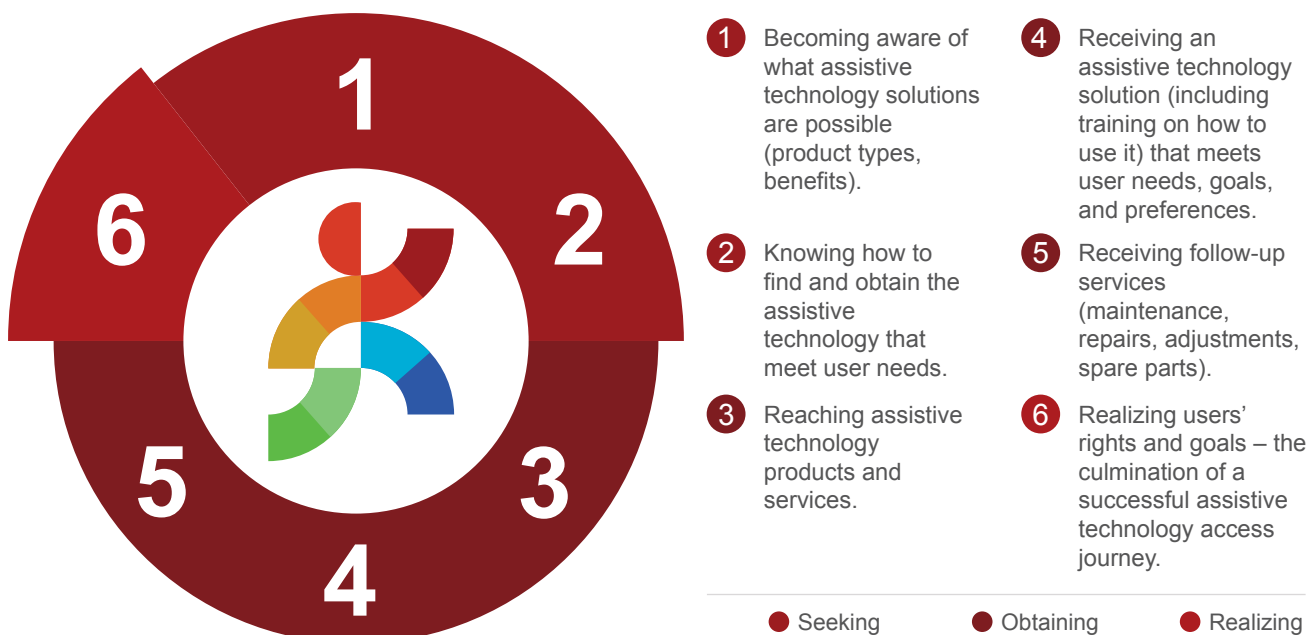 1
2
3
4
5
6
1 Becoming aware of
what assistive
technology solutions
are possible
(product types,
benefits).
2 Knowing how to
find and obtain the
assistive
technology that
meet user needs.
3 Reaching assistive
technology
products and
services.
4 Receiving an
assistive technology
solution (including
training on how to
use it) that meets
user needs, goals,
and preferences.
5 Receiving follow-up
services
(maintenance,
repairs, adjustments,
spare parts).
6 Realizing users’
rights and goals – the
culmination of a
successful assistive
technology access
journey.
Seeking
Obtaining
Realizing